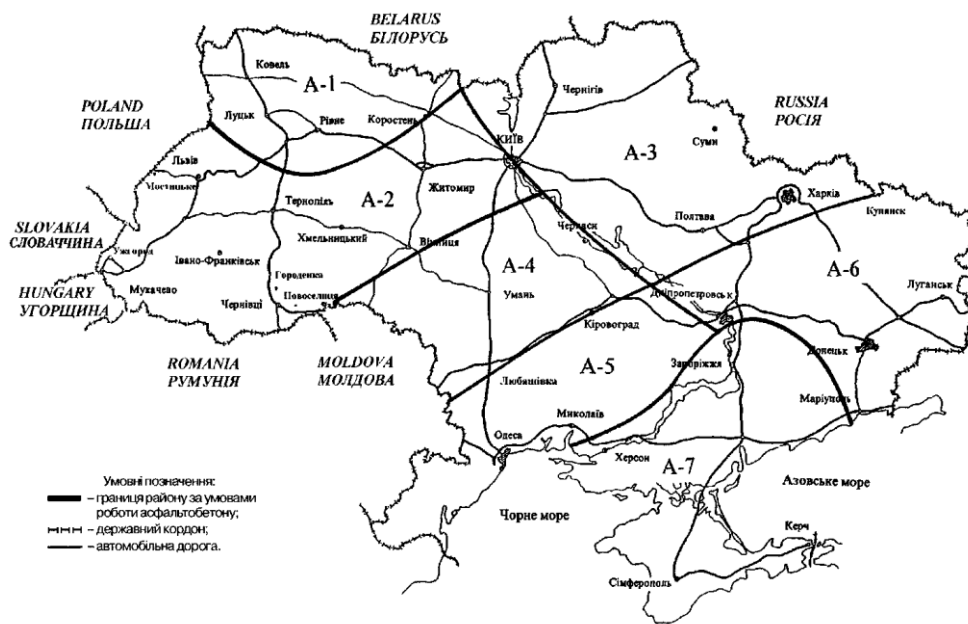 BELARUS
БІЛОРУСЬ
Ковель
А-1
Чернігів
POLAND
ПОЛЬША
RUSSIA
РОСІЯ
Луцьк
Рівне
Коростень
КИЇВ
Суми
А-3
Львів
Мостицьке
А-2
Житомир
Харків
Тернопіль
Полтава
Купянск
SLOVAKIA
СЛОВАЧЧИНА
Хмельницький
Вінниця
Черкаси
Ужгород
Івано-Франківськ
А-4
А-6
HUNGARY
УГОРЩИНА
Мукачево
Городенка
Новоселиця
Умань
Дніпропетровськ
Луганськ
Чернівці
Кіровоград
ROMANIA
РУМУНІЯ
MOLDOVA
МОЛДОВА
Запоріжжя
Донецьк
Любашівка
А-5
Маріуполь
Миколаїв
Одеса
Херсон
А-7
Азовське море
Умовні позначення:
– границя району за умовами
роботи асфальтобетону;
– державний кордон;
– автомобільна дорога.
Чорне море
Керч
Сімферополь